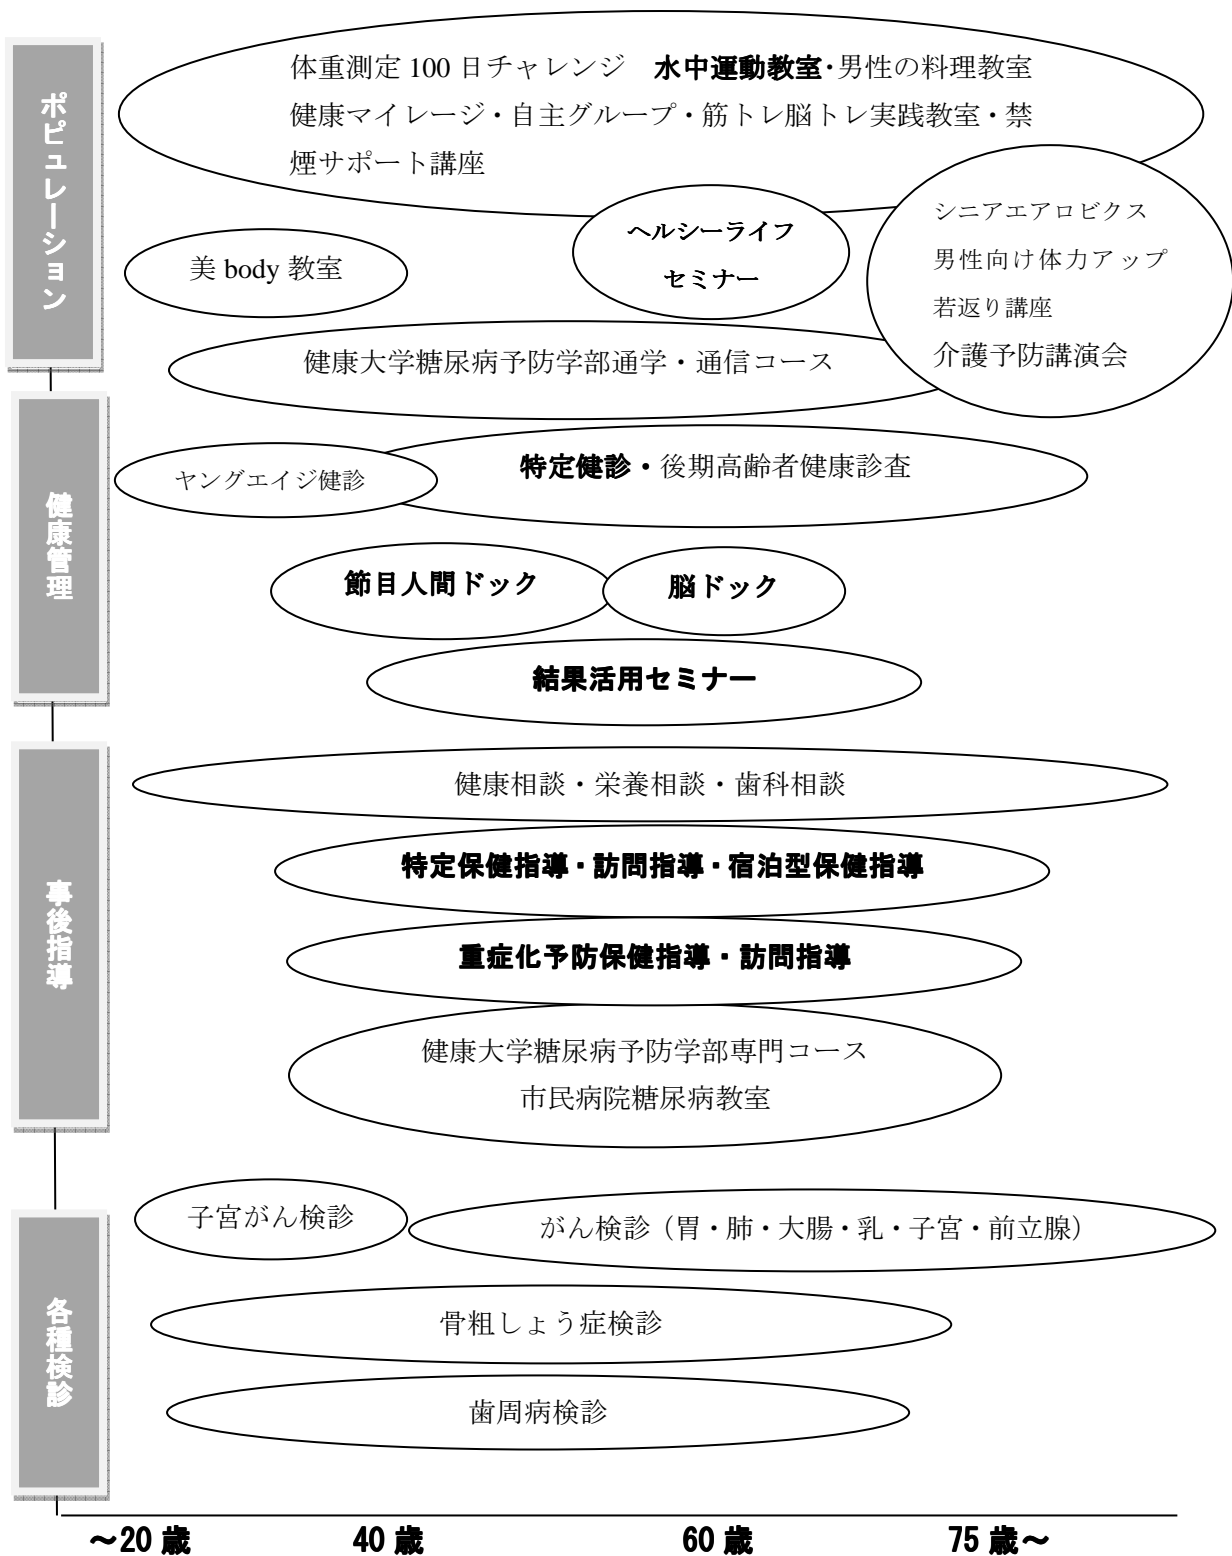 ポピュレーション
体重測定 100 日チャレンジ　水中運動教室・男性の料理教室
健康マイレージ・自主グループ・筋トレ脳トレ実践教室・禁
煙サポート講座
美 body 教室
ヘルシーライフ
セミナー
シニアエアロビクス
男性向け体力アップ
若返り講座
介護予防講演会
健康大学糖尿病予防学部通学・通信コース
健康管理
ヤングエイジ健診
特定健診・後期高齢者健康診査
節目人間ドック
脳ドック
結果活用セミナー
事後指導
健康相談・栄養相談・歯科相談
特定保健指導・訪問指導・宿泊型保健指導
重症化予防保健指導・訪問指導
健康大学糖尿病予防学部専門コース
市民病院糖尿病教室
各種検診
子宮がん検診
がん検診（胃・肺・大腸・乳・子宮・前立腺）
骨粗しょう症検診
歯周病検診
～20 歳
40 歳
60 歳
75 歳～